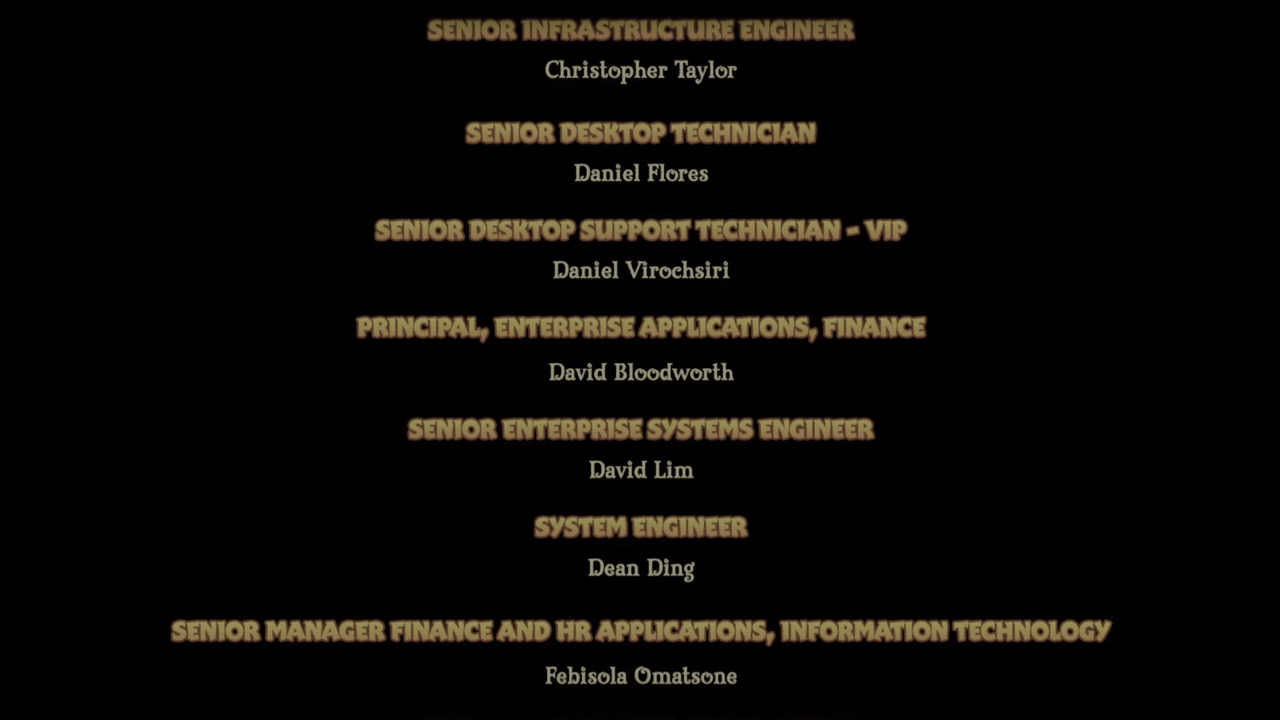 SENIOR INFRASTRUCTURE ENGINEER
Christopher Taylor
SENIOR DESKTOP TECHNICIAN
Daniel Flores
SENIOR DESKTOP SUPPORT TECHNICIAN - VIP
Daniel Virochsiri
PRINCIPAL, ENTERPRISE APPLICATIONS, FINANCE
David Bloodworth
SENIOR ENTERPRISE SYSTEMS ENGINEER
David Lim
SYSTEM ENGINEER
Dean Ding
SENIOR MANAGER FINANCE AND HR APPLICATIONS, INFORMATION TECHNOLOGY
Febisola Omatsone